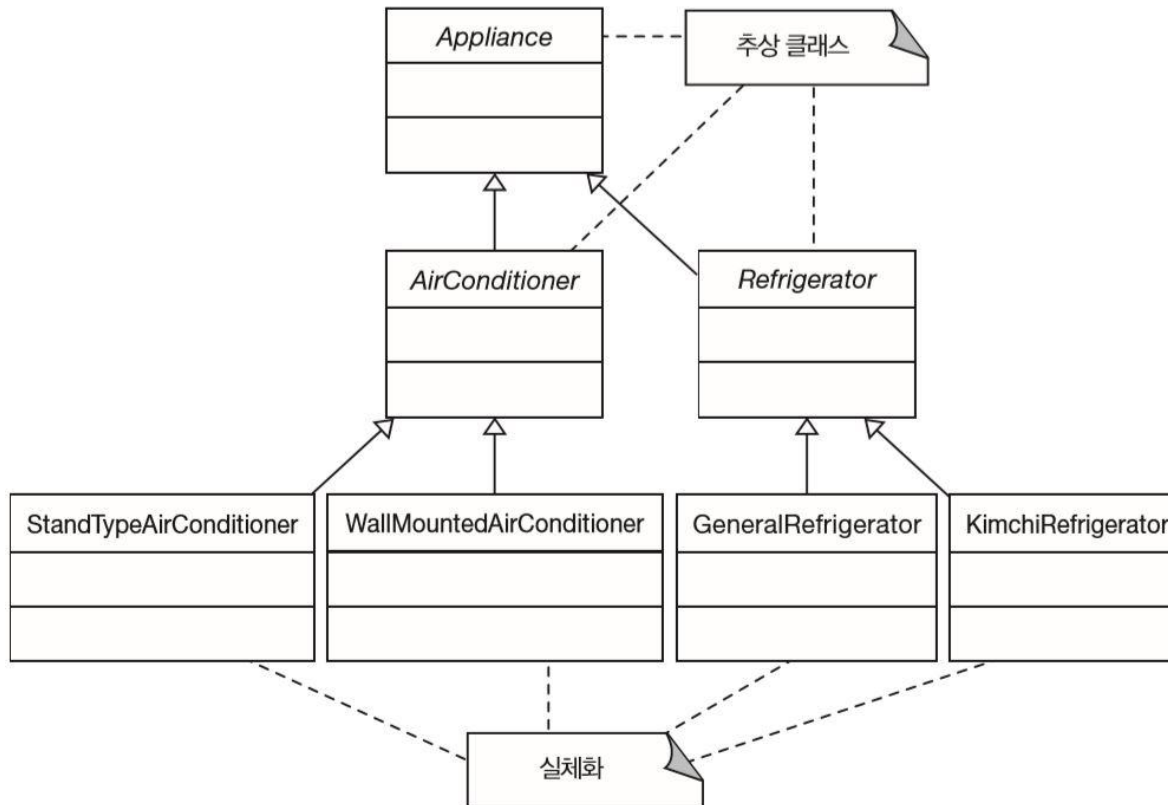 Appliance
추상 클래스
AirConditioner
Refrigerator
StandTypeAirConditioner
WallMountedAirConditioner
GeneralRefrigerator
KimchiRefrigerator
실체화